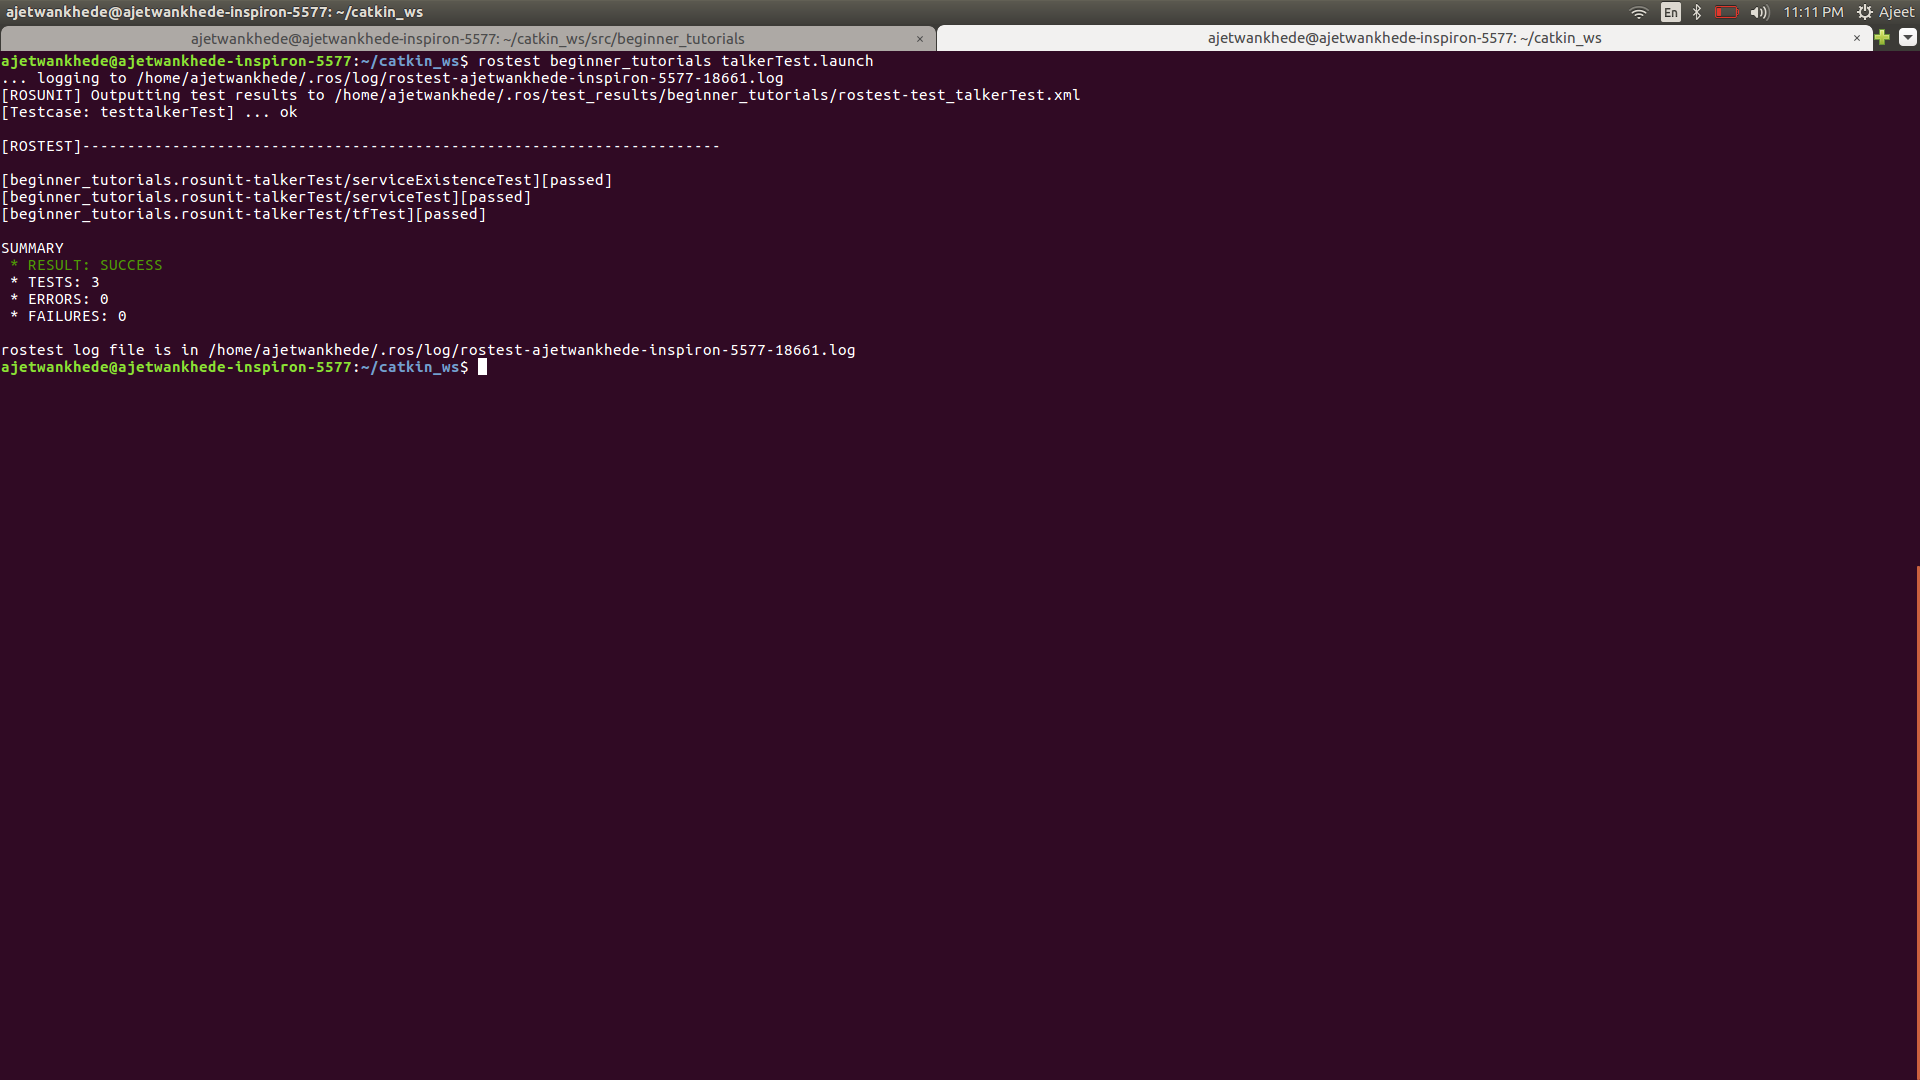 ajetwankhede@ajetwankhede-inspiron-5577: ~/catkin_ws
En
11:11 PM
Ajeet
ajetwankhede@ajetwankhede-inspiron-5577: ~/catkin_ws/src/beginner_tutorials ×
ajetwankhede@ajetwankhede-inspiron-5577: ~/catkin_ws ×
ajetwankhede@ajetwankhede-inspiron-5577:~/catkin_ws$ rostest beginner_tutorials talkerTest.launch
... logging to /home/ajetwankhede/.ros/log/rostest-ajetwankhede-inspiron-5577-18661.log
[ROSUNIT] Outputting test results to /home/ajetwankhede/.ros/test_results/beginner_tutorials/rostest-test_talkerTest.xml
[Testcase: testtalkerTest] ... ok
[ROSTEST]-----------------------------------------------------------------------
[beginner_tutorials.rosunit-talkerTest/serviceExistenceTest][passed]
[beginner_tutorials.rosunit-talkerTest/serviceTest][passed]
[beginner_tutorials.rosunit-talkerTest/tfTest][passed]
SUMMARY
* RESULT: SUCCESS
* TESTS: 3
* ERRORS: 0
* FAILURES: 0
rostest log file is in /home/ajetwankhede/.ros/log/rostest-ajetwankhede-inspiron-5577-18661.log
ajetwankhede@ajetwankhede-inspiron-5577:~/catkin_ws$